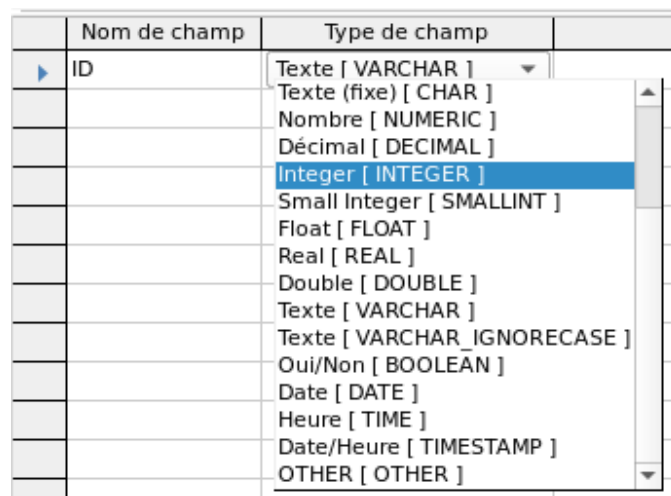 Nom de champ Type de champ
ID Texte [ VARCHAR ]
Texte (fixe) [ CHAR ]
Nombre [ NUMERIC ]
Décimal [ DECIMAL ]
Integer [ INTEGER ]
Small Integer [ SMALLINT ]
Float [ FLOAT ]
Real [ REAL ]
Double [ DOUBLE ]
Texte [ VARCHAR ]
Texte [ VARCHAR_IGNORECASE ]
Oui/Non [ BOOLEAN ]
Date [ DATE ]
Heure [ TIME ]
Date/Heure [ TIMESTAMP ]
OTHER [ OTHER ]